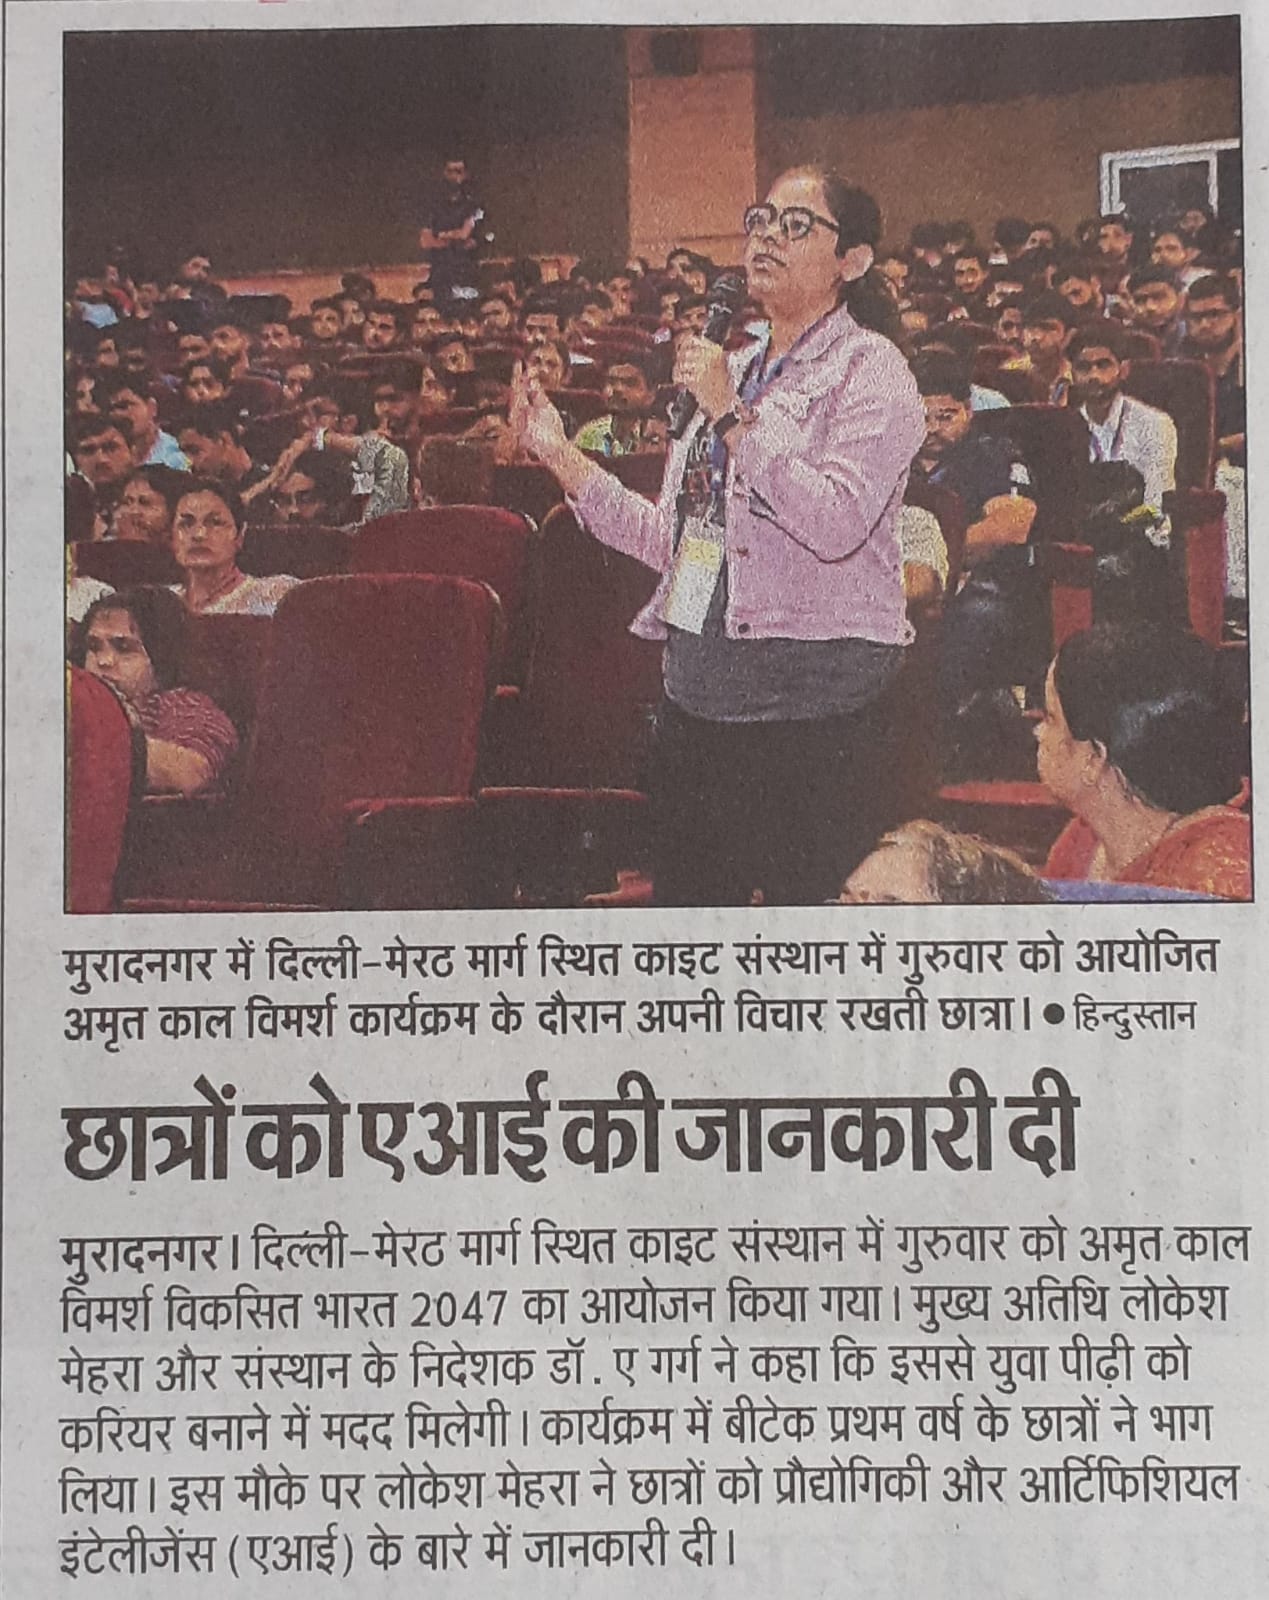 मुरादनगर में दिल्ली-मेरठ मार्ग स्थित काइट संस्थान में गुरुवार को आयोजित
अमृत काल विमर्श कार्यक्रम के दौरान अपनी विचार रखती छात्रा। ● हिन्दुस्तान
छात्रों को एआई की जानकारी दी
मुरादनगर। दिल्ली-मेरठ मार्ग स्थित काइट संस्थान में गुरुवार को अमृत काल
विमर्श विकसित भारत 2047 का आयोजन किया गया। मुख्य अतिथि लोकेश
मेहरा और संस्थान के निदेशक डॉ. ए गर्ग ने कहा कि इससे युवा पीढ़ी को
करियर बनाने में मदद मिलेगी। कार्यक्रम में बीटेक प्रथम वर्ष के छात्रों ने भाग
लिया। इस मौके पर लोकेश मेहरा ने छात्रों को प्रौद्योगिकी और आर्टिफिशियल
इंटेलीजेंस (एआई) के बारे में जानकारी दी।